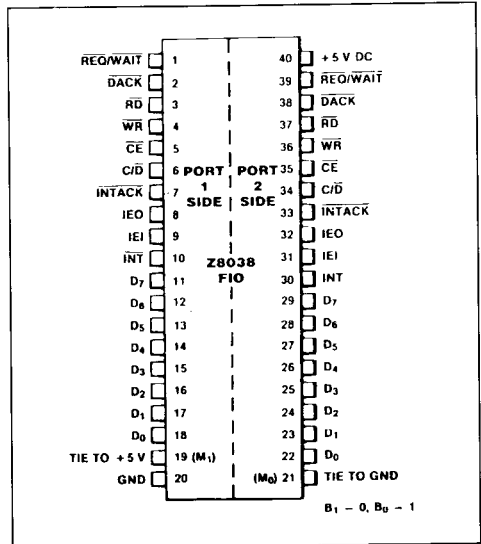 REQ/WAIT 1 40 +5 V DC
DACK 2 39 REQ/WAIT
RD 3 38 DACK
WR 4 37 RD
CE 5 36 WR
C/D 6 PORT PORT 35 CE
INTACK 7 1 2 34 C/D
IEO 8 SIDE SIDE 33 INTACK
IEI 9 32 IEO
INT 10 Z8038 31 IEI
D7 11 FIO 30 INT
D6 12 29 D7
D5 13 28 D6
D4 14 27 D5
D3 15 26 D4
D2 16 25 D3
D1 17 24 D2
D0 18 23 D1
TIE TO +5 V 19 (M1) 22 D0
GND 20 (M0) 21 TIE TO GND
B1 – 0, B0 – 1